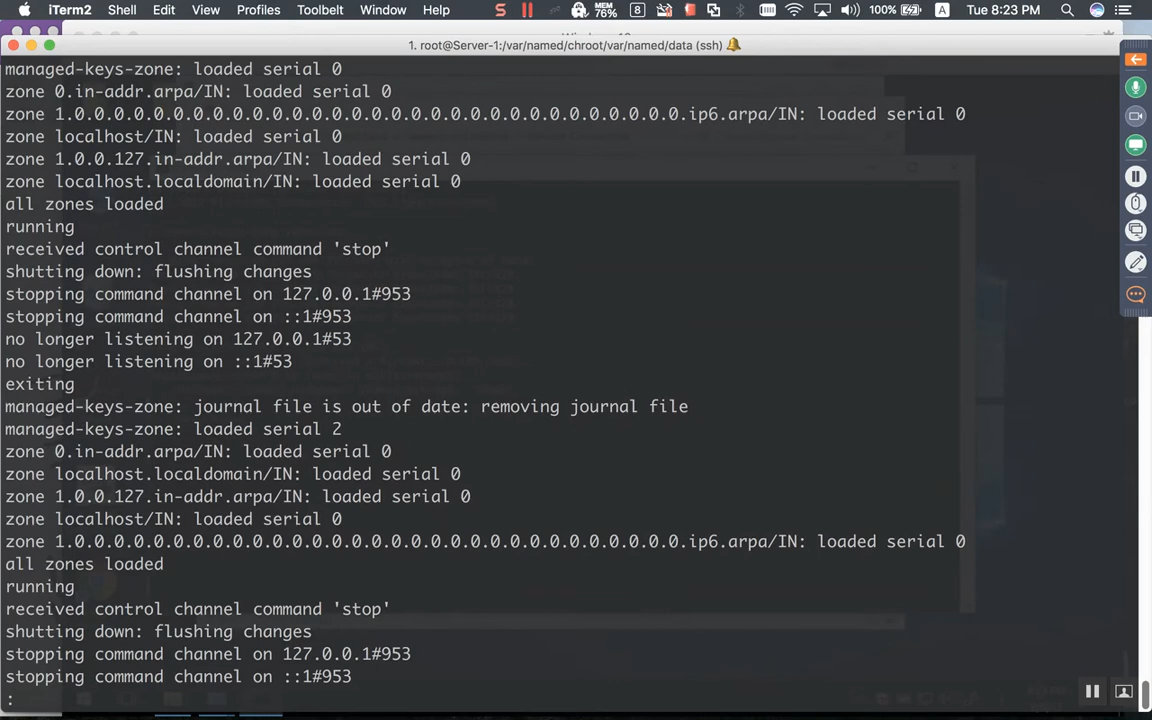 iTerm2 Shell Edit View Profiles Toolbelt Window Help MEM 76% 8 100% A Tue 8:23 PM
1. root@Server-1:/var/named/chroot/var/named/data (ssh)
managed-keys-zone: loaded serial 0
zone 0.in-addr.arpa/IN: loaded serial 0
zone 1.0.0.0.0.0.0.0.0.0.0.0.0.0.0.0.0.0.0.0.0.0.0.0.0.0.0.0.0.0.0.0.ip6.arpa/IN: loaded serial 0
zone localhost/IN: loaded serial 0
zone 1.0.0.127.in-addr.arpa/IN: loaded serial 0
zone localhost.localdomain/IN: loaded serial 0
all zones loaded
running
received control channel command 'stop'
shutting down: flushing changes
stopping command channel on 127.0.0.1#953
stopping command channel on ::1#953
no longer listening on 127.0.0.1#53
no longer listening on ::1#53
exiting
managed-keys-zone: journal file is out of date: removing journal file
managed-keys-zone: loaded serial 2
zone 0.in-addr.arpa/IN: loaded serial 0
zone localhost.localdomain/IN: loaded serial 0
zone 1.0.0.127.in-addr.arpa/IN: loaded serial 0
zone localhost/IN: loaded serial 0
zone 1.0.0.0.0.0.0.0.0.0.0.0.0.0.0.0.0.0.0.0.0.0.0.0.0.0.0.0.0.0.0.0.ip6.arpa/IN: loaded serial 0
all zones loaded
running
received control channel command 'stop'
shutting down: flushing changes
stopping command channel on 127.0.0.1#953
stopping command channel on ::1#953
: